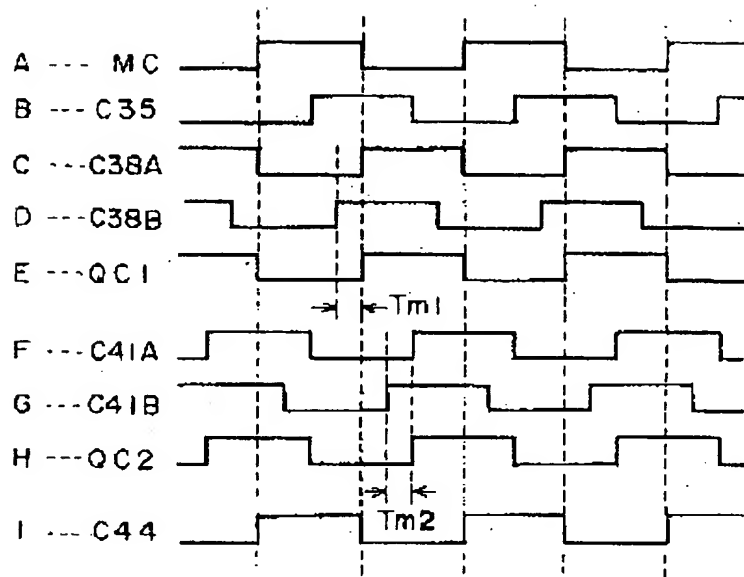 A --- MC
B --- C35
C --- C38A
D --- C38B
E --- QC1
Tm1
F --- C41A
G --- C41B
H --- QC2
Tm2
I --- C44